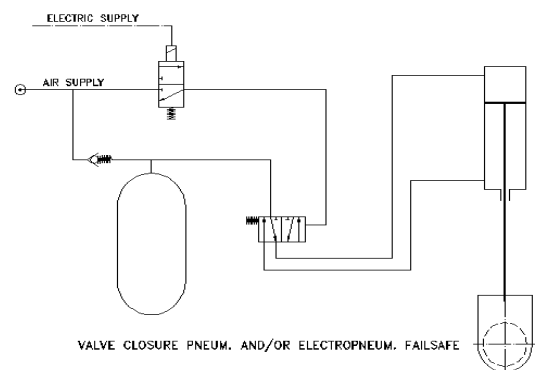 ELECTRIC SUPPLY
AIR SUPPLY
VALVE CLOSURE PNEUM. AND/OR ELECTROPNEUM. FAILSAFE